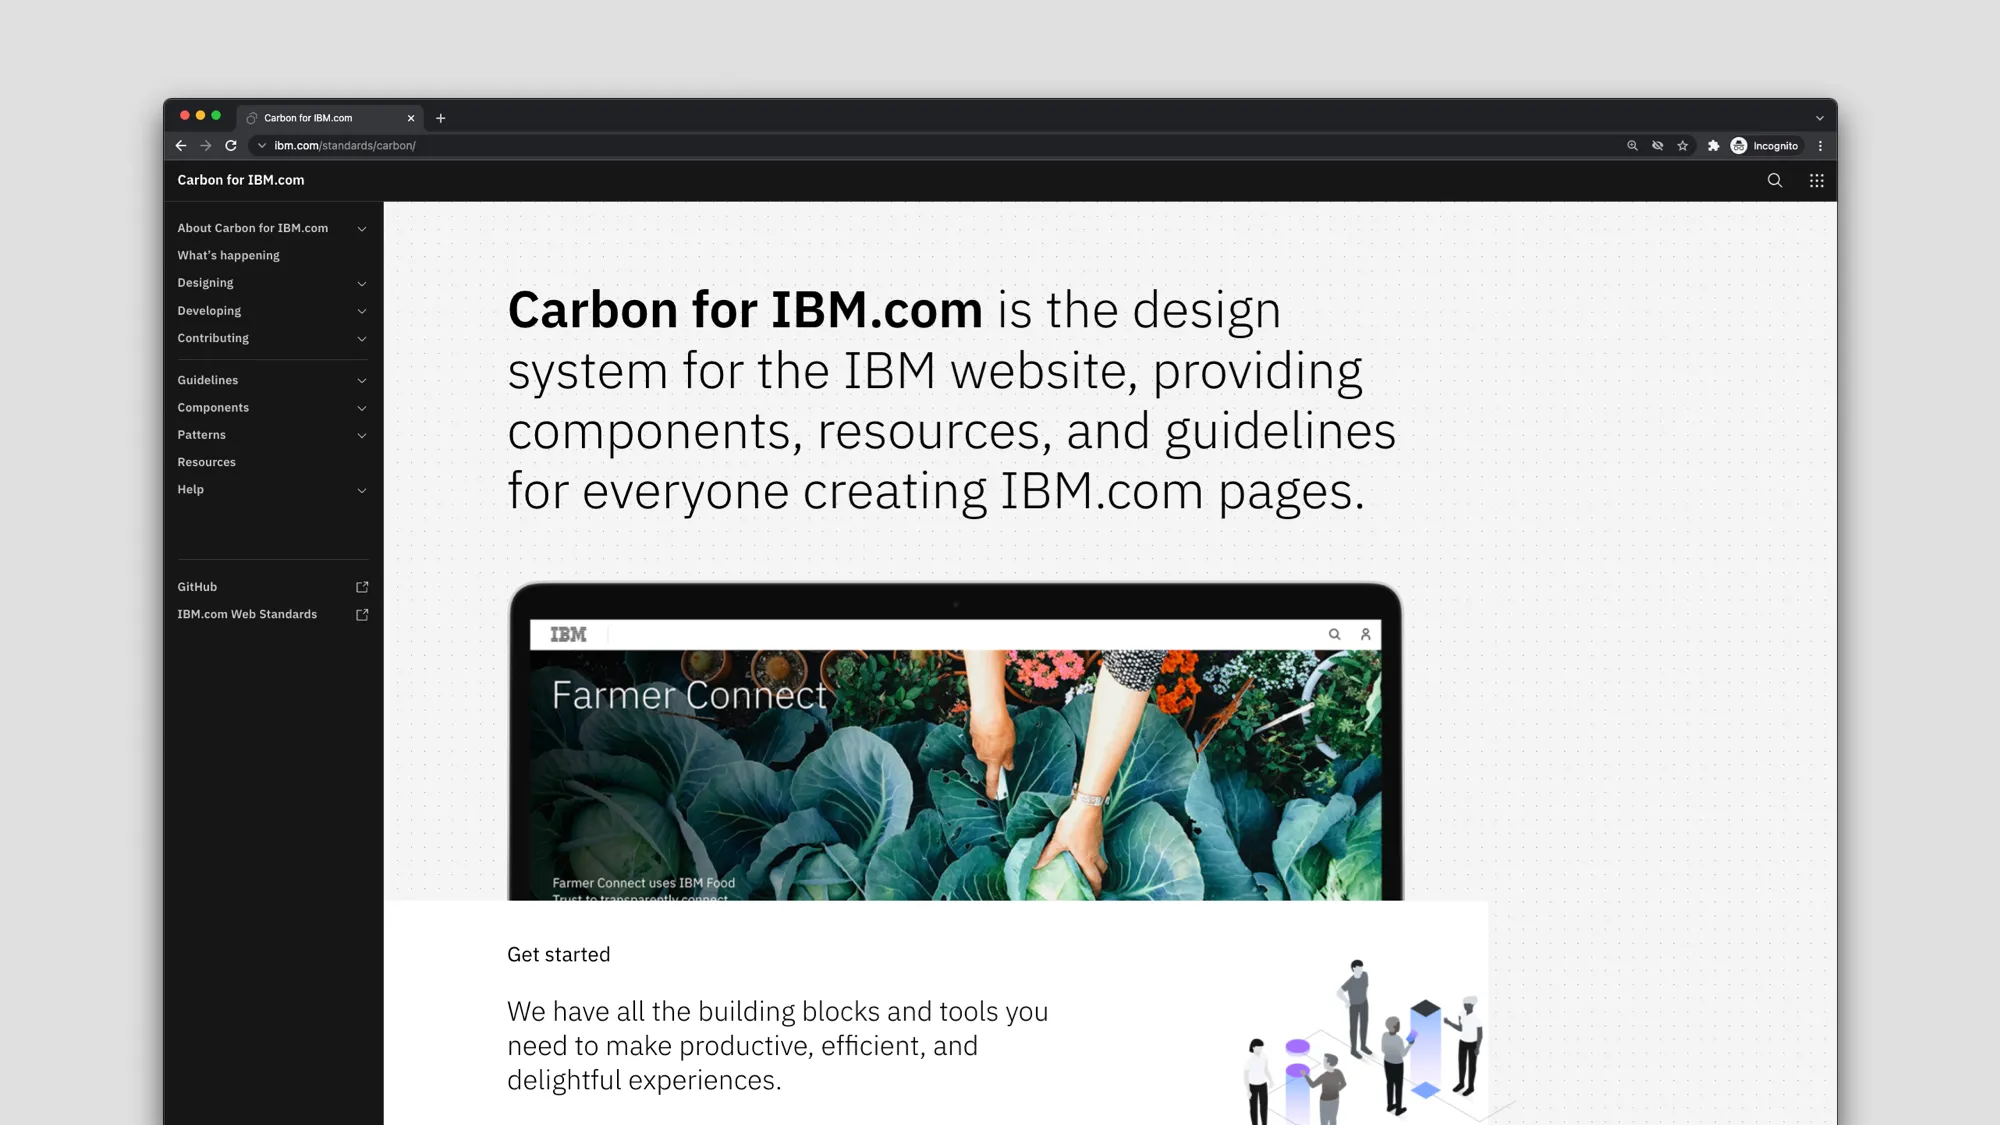 Carbon for IBM.com
ibm.com/standards/carbon/
Incognito
Carbon for IBM.com
About Carbon for IBM.com
What's happening
Designing
Developing
Contributing
Guidelines
Components
Patterns
Resources
Help
GitHub
IBM.com Web Standards
Carbon for IBM.com is the design
system for the IBM website, providing
components, resources, and guidelines
for everyone creating IBM.com pages.
IBM
Farmer Connect
Farmer Connect uses IBM Food
Trust to transparently connect
Get started
We have all the building blocks and tools you
need to make productive, efficient, and
delightful experiences.